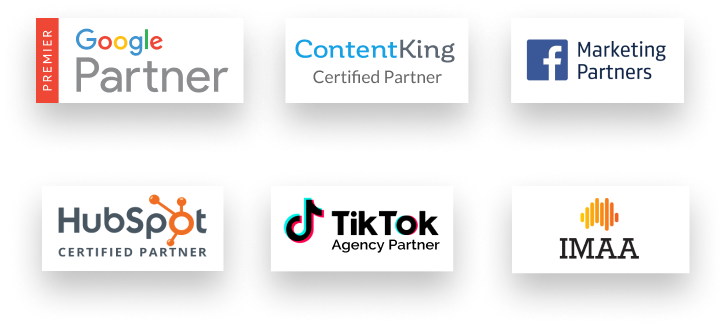 PREMIER
Google
Partner
ContentKing
Certified Partner
f
Marketing
Partners
HubSpot
CERTIFIED PARTNER
TikTok
Agency Partner
IMAA